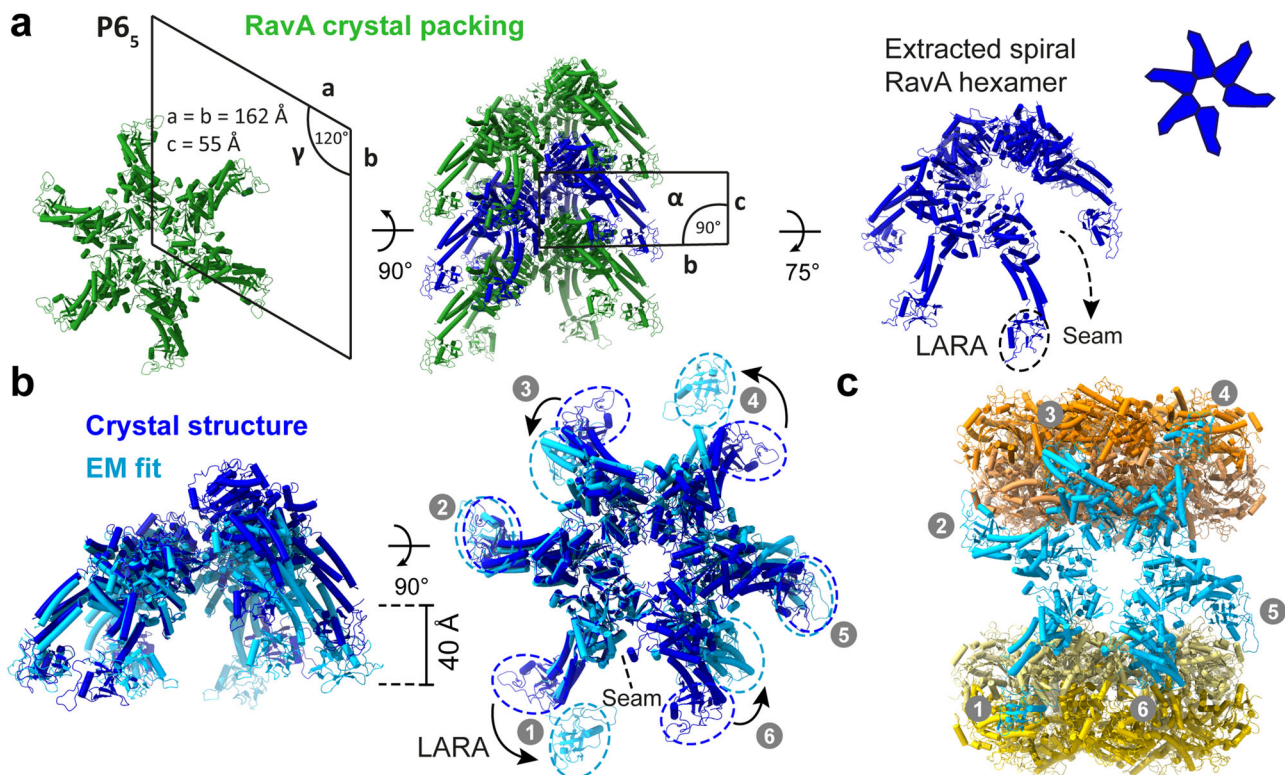 a
P6₅
RavA crystal packing
a
a = b = 162 Å
c = 55 Å
120°
γ
b
90°
α
c
90°
b
75°
Extracted spiral
RavA hexamer
LARA
Seam
b
Crystal structure
EM fit
90°
40 Å
3
4
2
5
Seam
1
6
LARA
c
3
4
2
5
1
6